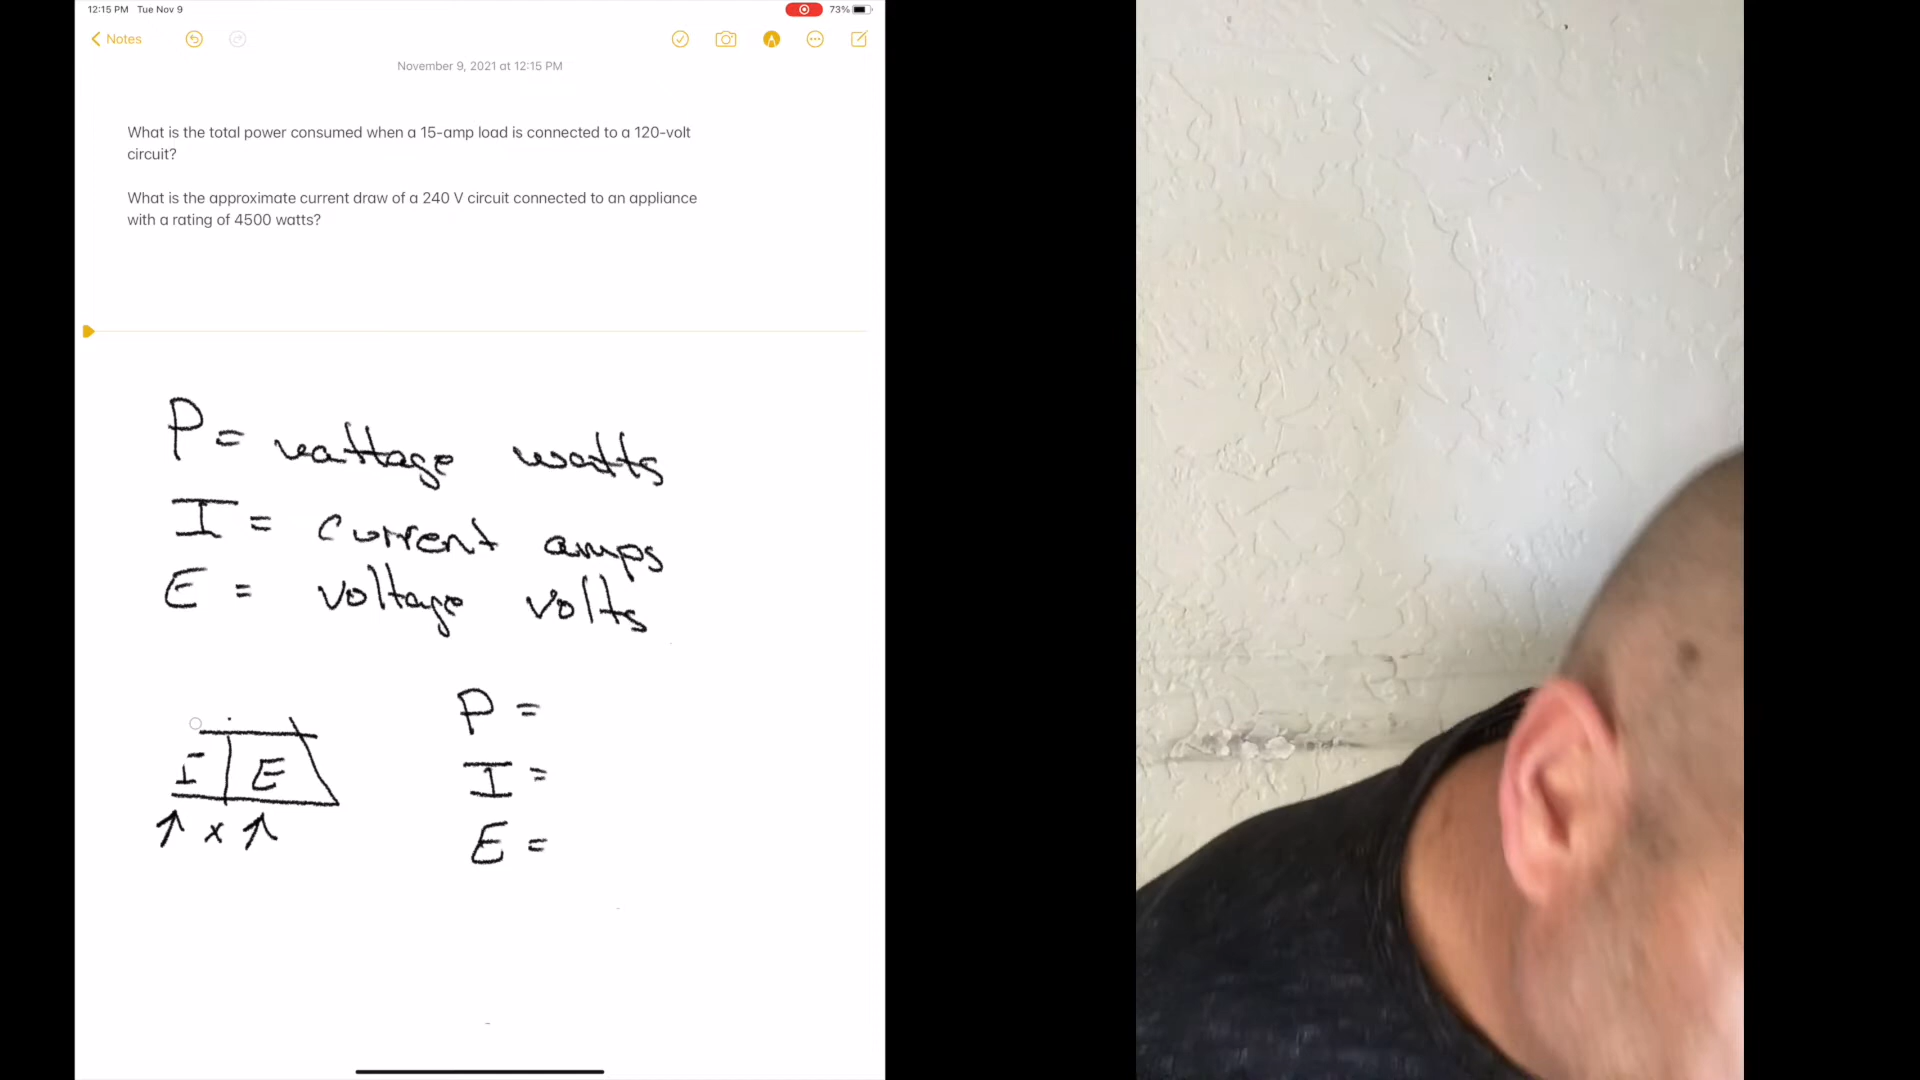 12:15 PM Tue Nov 9
73%
Notes
November 9, 2021 at 12:15 PM
What is the total power consumed when a 15-amp load is connected to a 120-volt
circuit?
What is the approximate current draw of a 240 V circuit connected to an appliance
with a rating of 4500 watts?
P = wattage watts
I = current amps
E = voltage volts
P =
I E
I =
↑ x ↑
E =